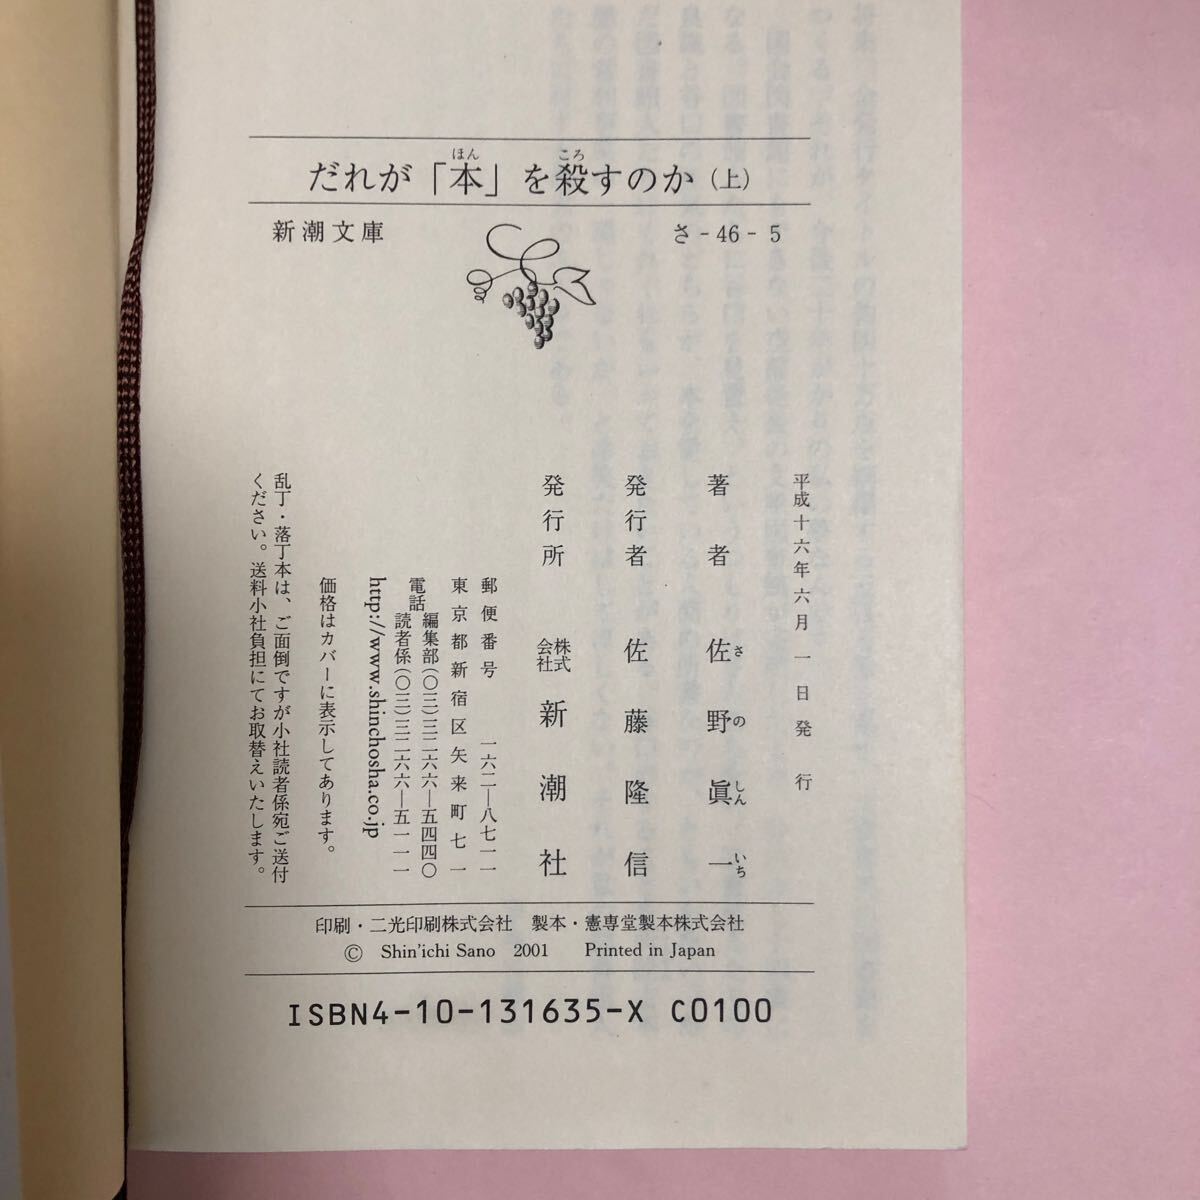 だれが「本」を殺すのか（上）
新潮文庫 さ - 46 - 5
平成十六年六月一日発行
著者 佐野眞一
発行者 佐藤隆信
発行所 株式会社 新潮社
郵便番号 一六二―八七一一
東京都新宿区矢来町七一
電話 編集部(〇三)三二六六―五四四〇
読者係(〇三)三二六六―五一一一
http://www.shinchosha.co.jp
価格はカバーに表示してあります。
乱丁・落丁本は、ご面倒ですが小社読者係宛ご送付
ください。送料小社負担にてお取替えいたします。
印刷・二光印刷株式会社 製本・憲専堂製本株式会社
© Shin'ichi Sano 2001 Printed in Japan
ISBN4-10-131635-X C0100